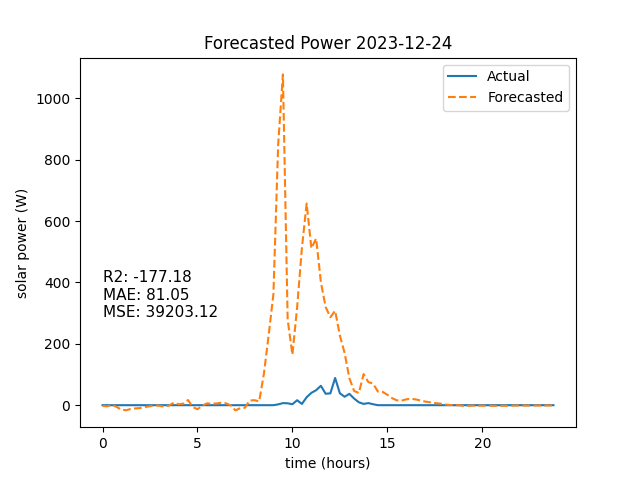 Forecasted Power 2023-12-24
Actual
Forecasted
1000
800
600
400
200
0
solar power (W)
R2: -177.18
MAE: 81.05
MSE: 39203.12
0 5 10 15 20
time (hours)